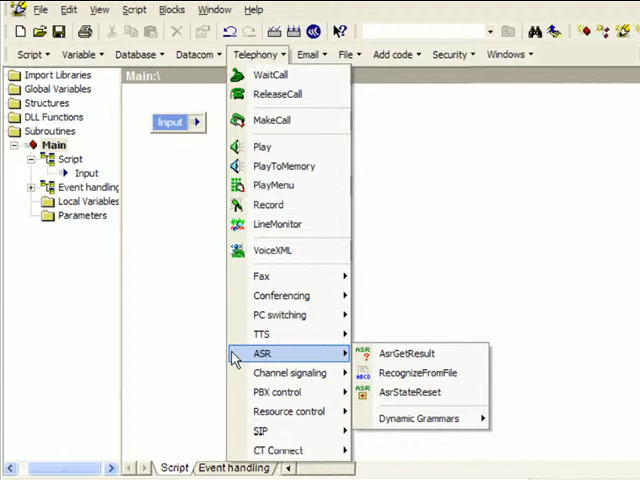 File Edit View Script Blocks Window Help
Script Variable Database Datacom Telephony Email File Add code Security Windows
Import Libraries
Global Variables
Structures
DLL Functions
Subroutines
Main
Script
Input
Event handling
Local Variables
Parameters
Main:\
Input
WaitCall
ReleaseCall
MakeCall
Play
PlayToMemory
PlayMenu
Record
LineMonitor
VoiceXML
Fax
Conferencing
PC switching
TTS
ASR
Channel signaling
PBX control
Resource control
SIP
CT Connect
ASR ? AsrGetResult
ABCD RecognizeFromFile
ASR AsrStateReset
Dynamic Grammars
Script Event handling